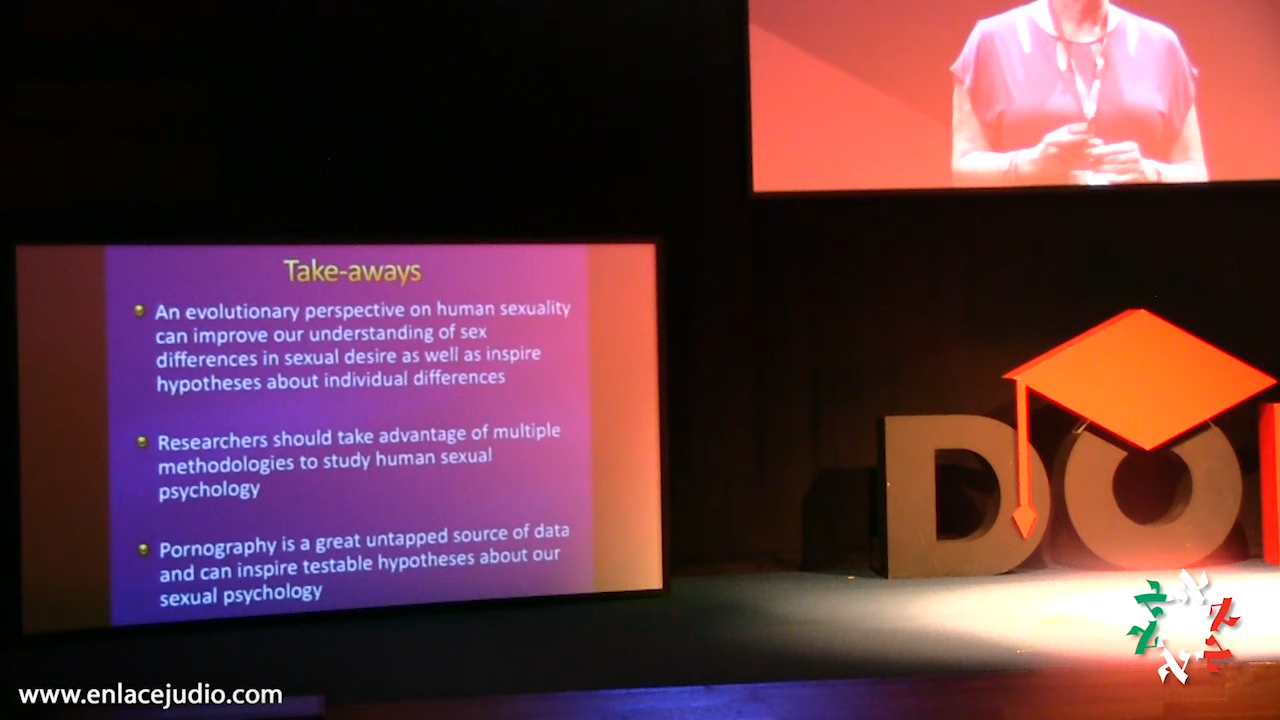 Take-aways
An evolutionary perspective on human sexuality
can improve our understanding of sex
differences in sexual desire as well as inspire
hypotheses about individual differences
Researchers should take advantage of multiple
methodologies to study human sexual
psychology
Pornography is a great untapped source of data
and can inspire testable hypotheses about our
sexual psychology
DO
www.enlacejudio.com